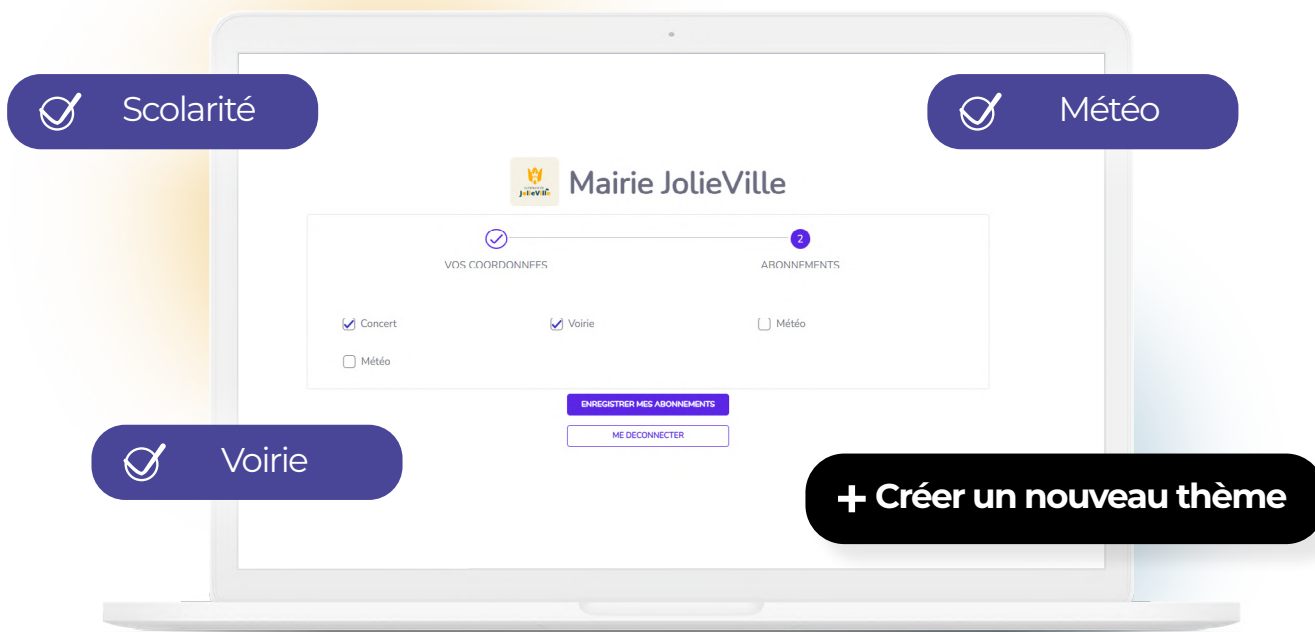 Scolarité
Météo
JolieVille
Mairie JolieVille
2
VOS COORDONNEES
ABONNEMENTS
Concert
Voirie
Météo
Météo
ENREGISTRER MES ABONNEMENTS
ME DECONNECTER
Voirie
+ Créer un nouveau thème